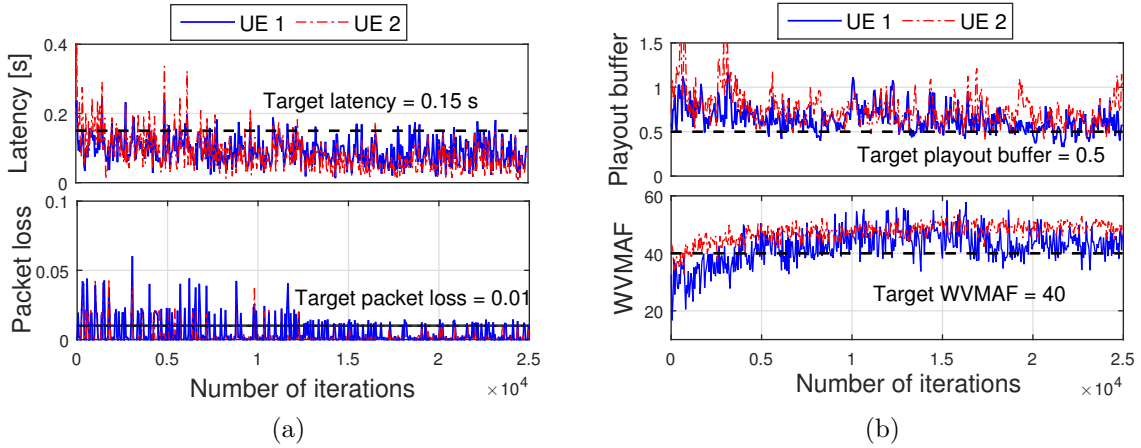 UE 1 UE 2
Latency [s]
0.4
0.2
0
Target latency = 0.15 s
Packet loss
0.1
0.05
0
Target packet loss = 0.01
0 0.5 1 1.5 2 2.5
Number of iterations ×10^4
(a)
UE 1 UE 2
Playout buffer
1.5
1
0.5
0
Target playout buffer = 0.5
WVMAF
60
40
20
Target WVMAF = 40
0 0.5 1 1.5 2 2.5
Number of iterations ×10^4
(b)